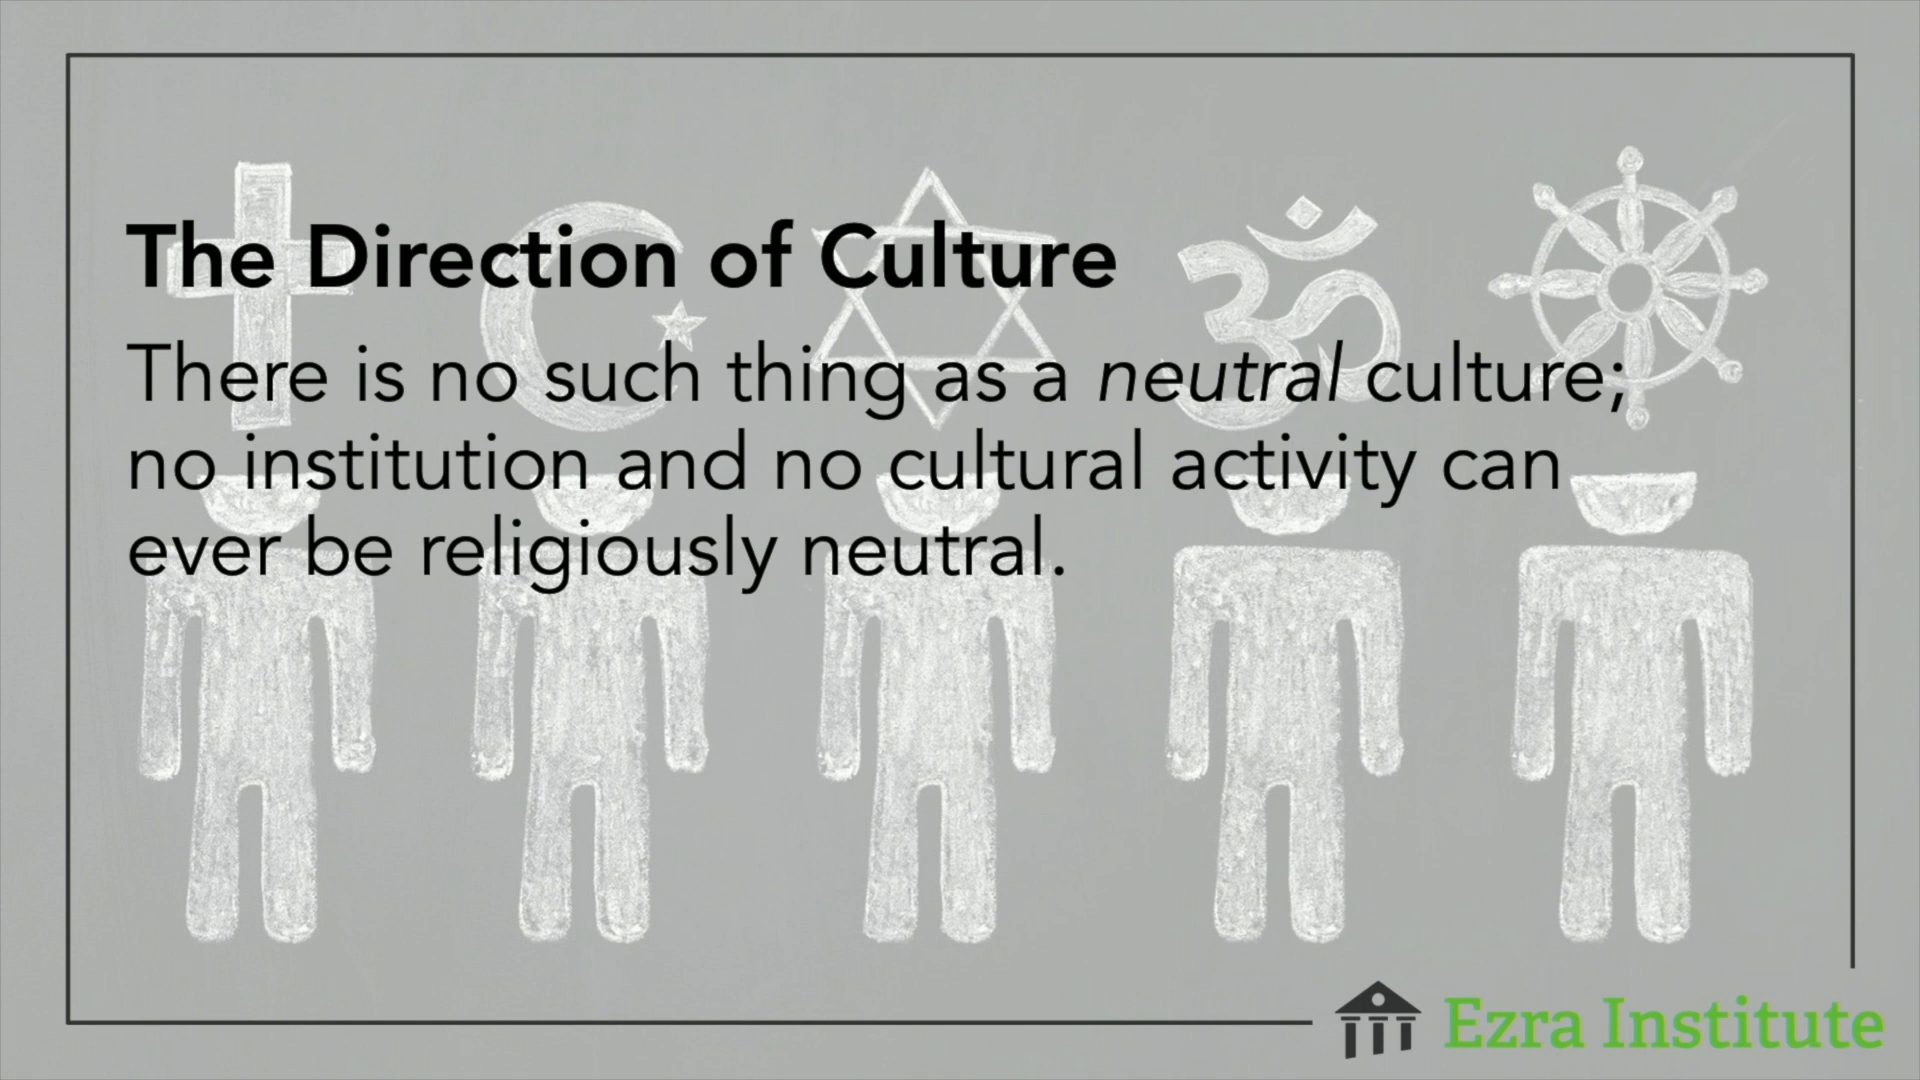 The Direction of Culture
There is no such thing as a neutral culture;
no institution and no cultural activity can
ever be religiously neutral.
Ezra Institute